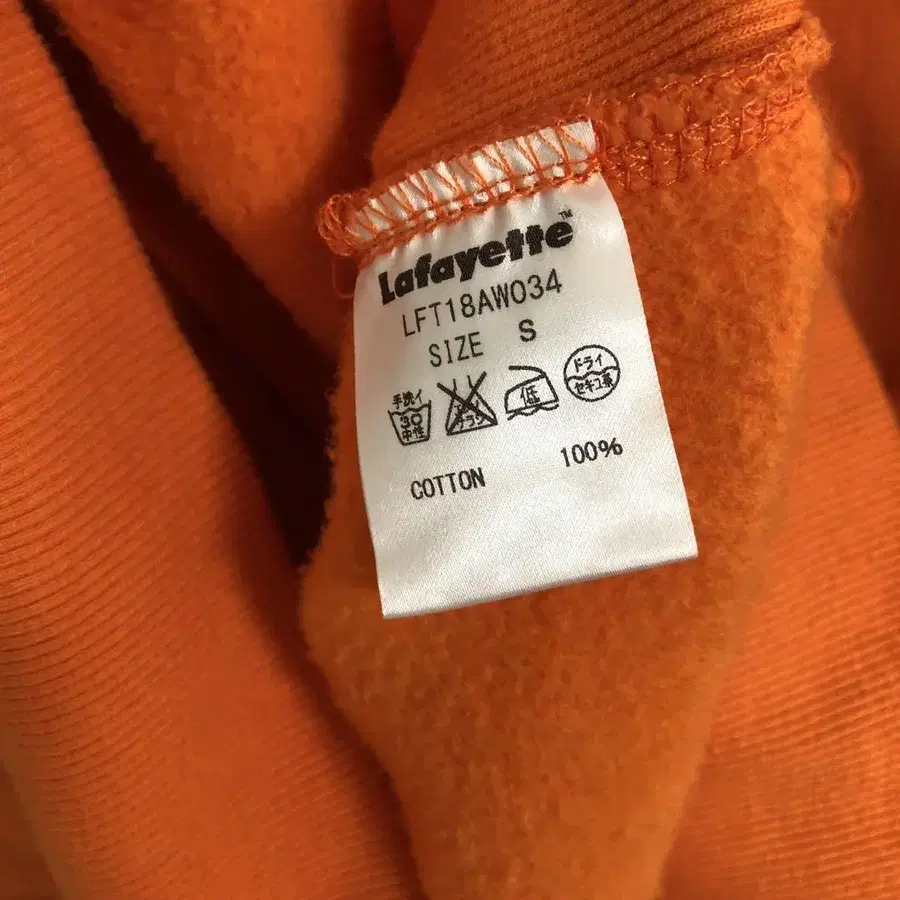 Lafayette™
LFT18AW034
SIZE S
手洗イ 30 中性 低 ドライ セキユ系
COTTON 100%